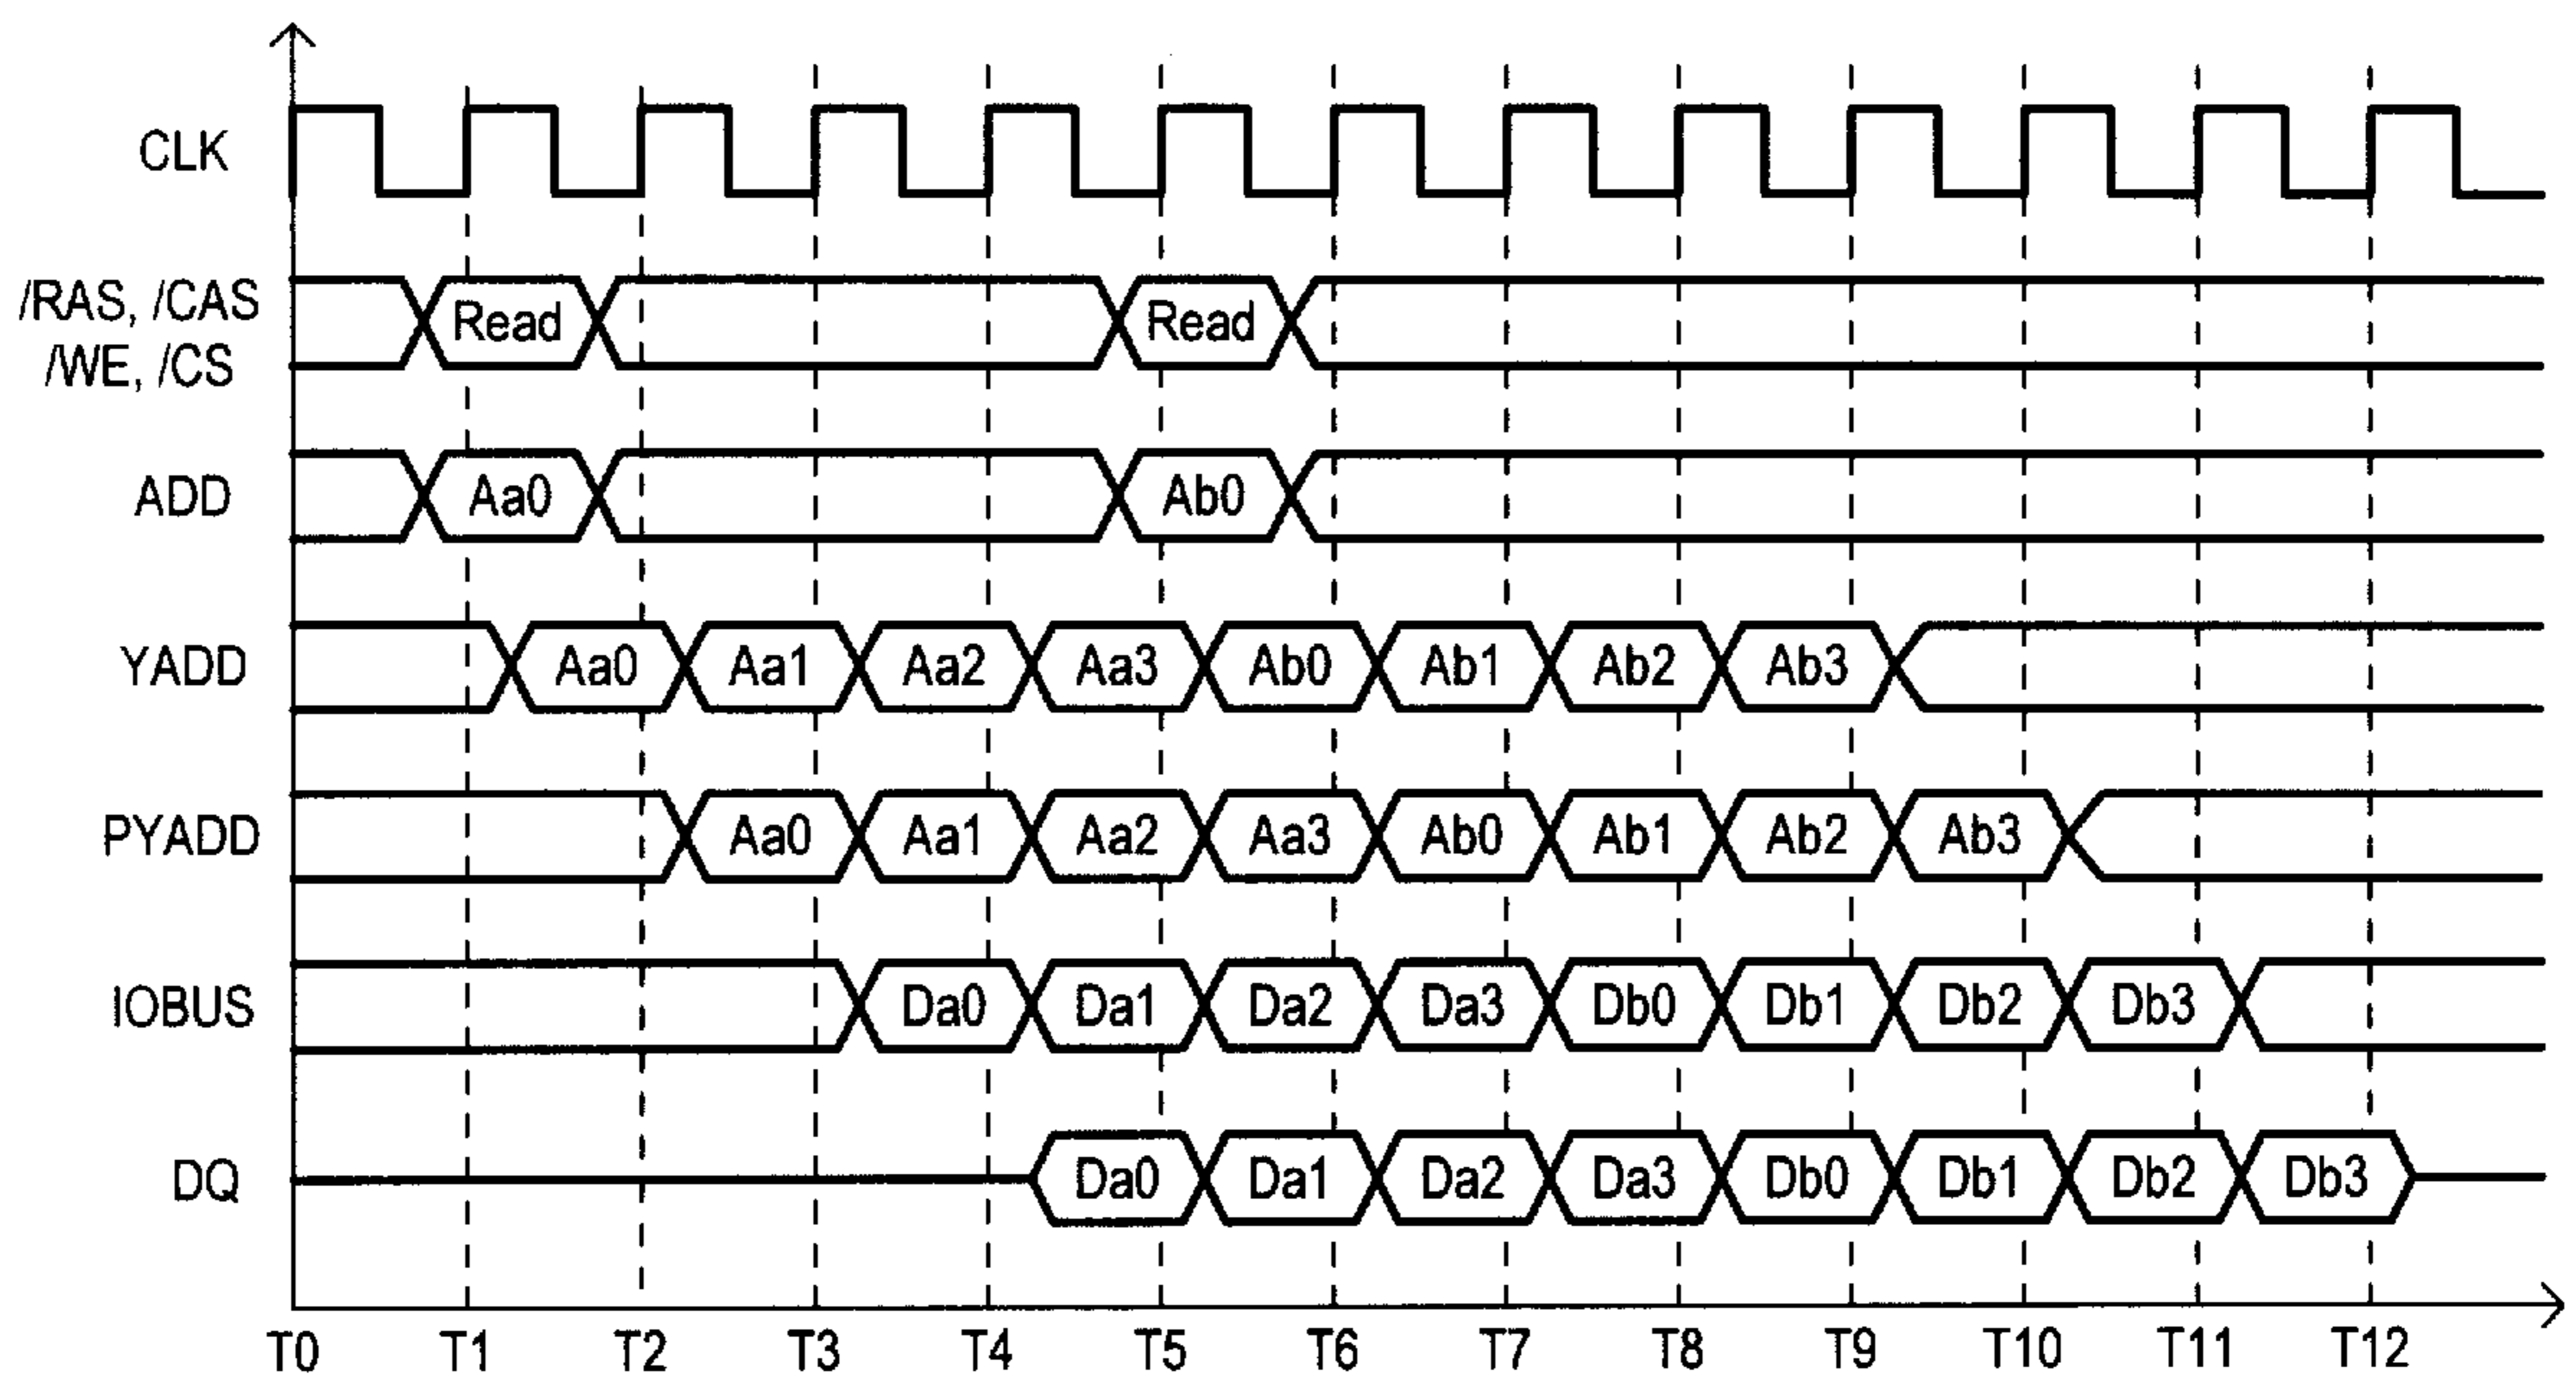 CLK
/RAS, /CAS
/WE, /CS
Read Read
ADD Aa0 Ab0
YADD Aa0 Aa1 Aa2 Aa3 Ab0 Ab1 Ab2 Ab3
PYADD Aa0 Aa1 Aa2 Aa3 Ab0 Ab1 Ab2 Ab3
IOBUS Da0 Da1 Da2 Da3 Db0 Db1 Db2 Db3
DQ Da0 Da1 Da2 Da3 Db0 Db1 Db2 Db3
T0 T1 T2 T3 T4 T5 T6 T7 T8 T9 T10 T11 T12